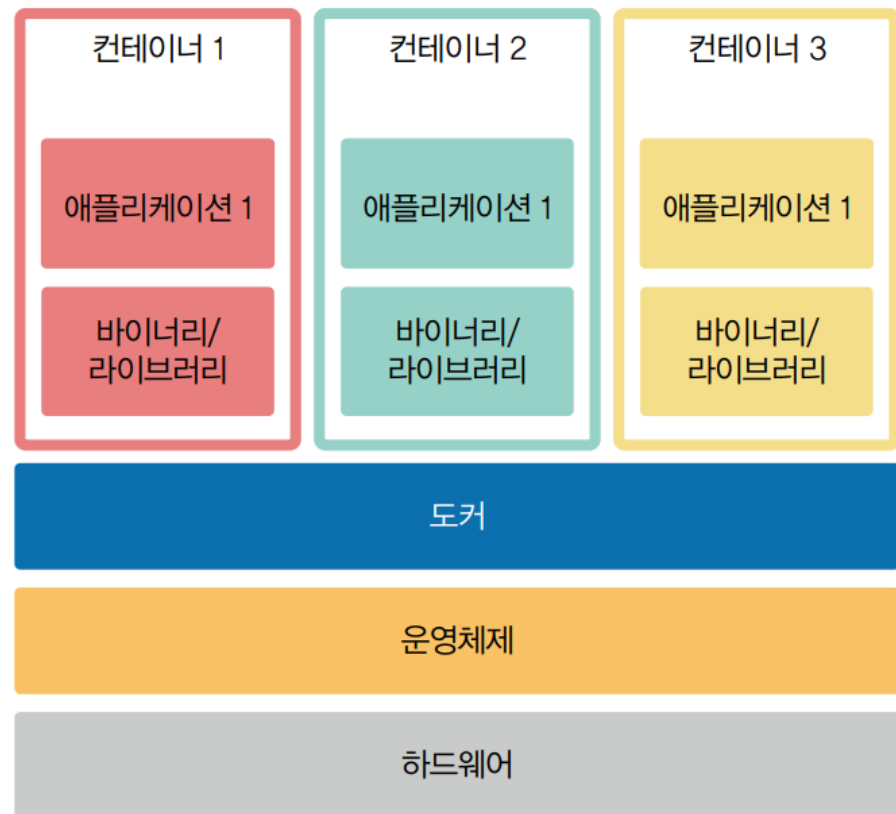 컨테이너 1
컨테이너 2
컨테이너 3
애플리케이션 1
애플리케이션 1
애플리케이션 1
바이너리/
라이브러리
바이너리/
라이브러리
바이너리/
라이브러리
도커
운영체제
하드웨어